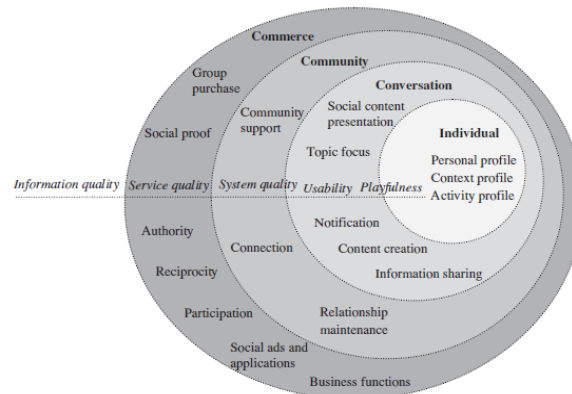 Commerce
Group
purchase
Community
Conversation
Social content
presentation
Community
support
Social proof
Individual
Topic focus
Personal profile
Context profile
Activity profile
Information quality Service quality System quality Usability Playfulness
Notification
Authority
Connection
Content creation
Reciprocity
Information sharing
Participation
Relationship
maintenance
Social ads and
applications
Business functions